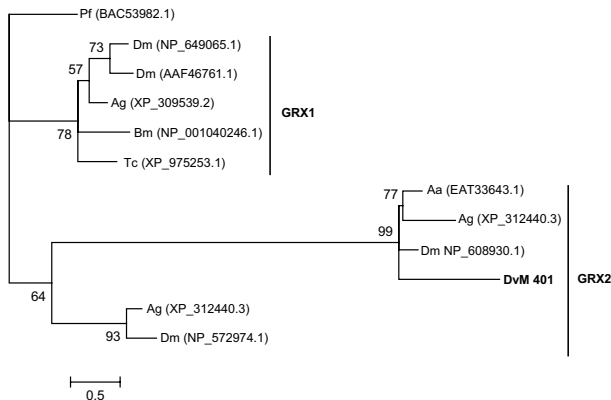 Pf (BAC53982.1)
Dm (NP_649065.1)
73
57
Dm (AAF46761.1)
Ag (XP_309539.2)
GRX1
78
Bm (NP_001040246.1)
Tc (XP_975253.1)
77
Aa (EAT33643.1)
Ag (XP_312440.3)
99
Dm NP_608930.1)
DvM 401
GRX2
64
Ag (XP_312440.3)
93
Dm (NP_572974.1)
0.5